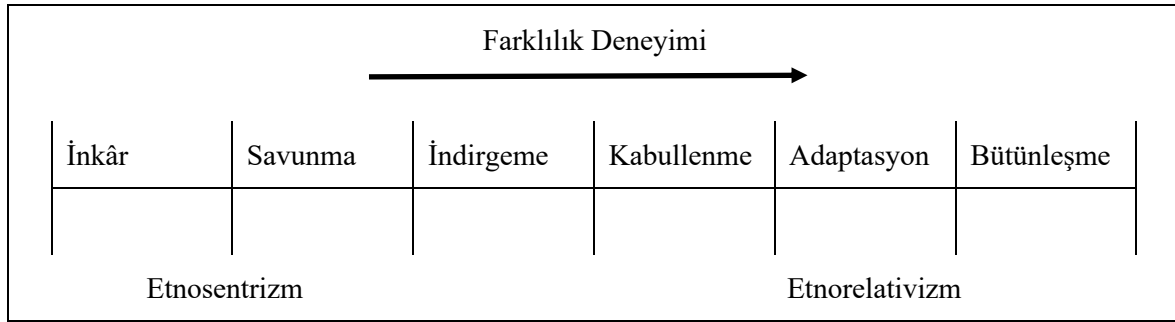 Farklılık Deneyimi
İnkâr Savunma İndirgeme Kabullenme Adaptasyon Bütünleşme
Etnosentrizm Etnorelativizm